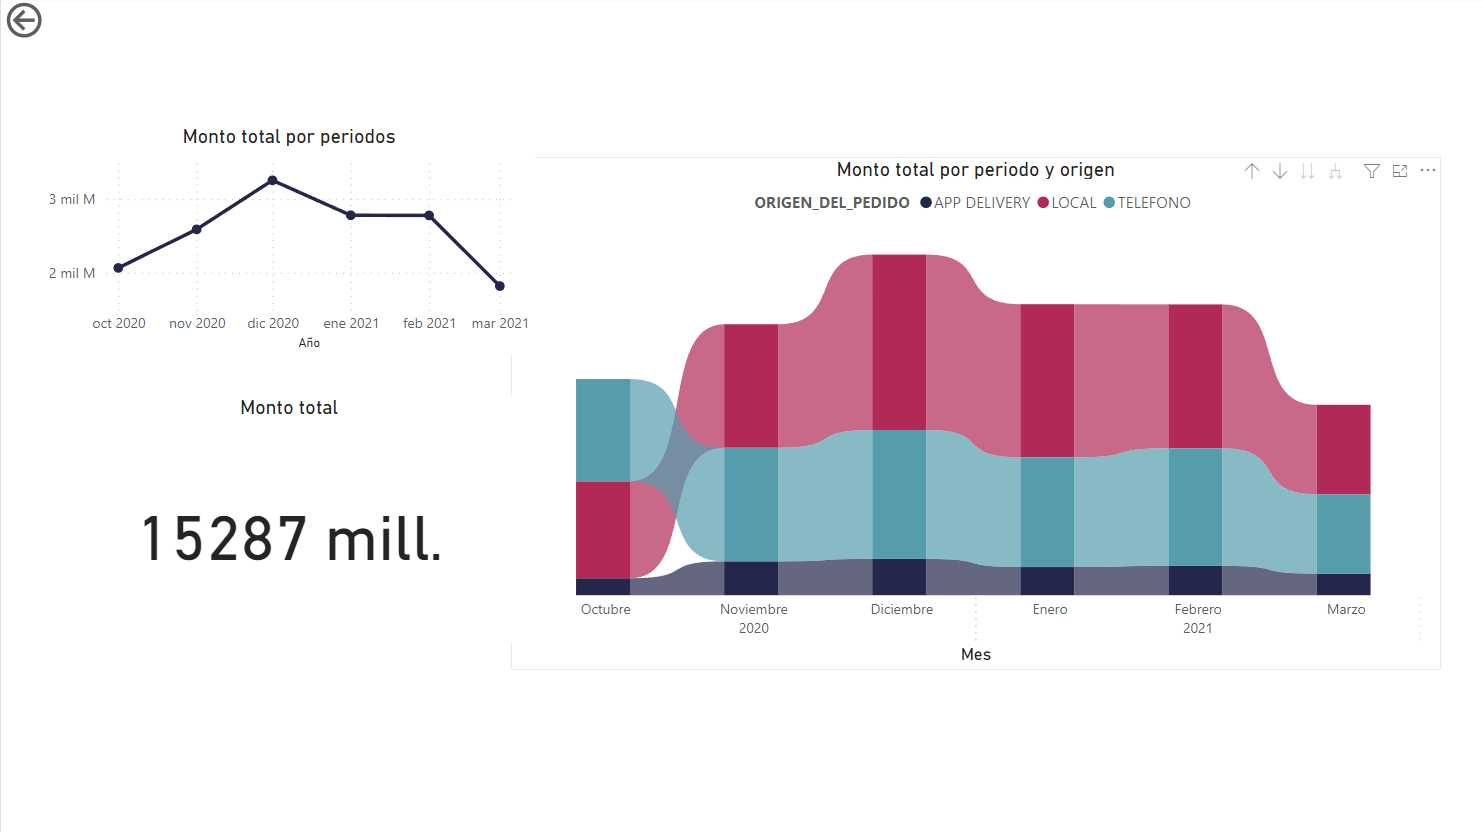 Monto total por periodos
3 mil M
2 mil M
oct 2020 nov 2020 dic 2020 ene 2021 feb 2021 mar 2021
Año
Monto total
15287 mill.
Monto total por periodo y origen
ORIGEN_DEL_PEDIDO APP DELIVERY LOCAL TELEFONO
Octubre Noviembre Diciembre Enero Febrero Marzo
2020 2021
Mes